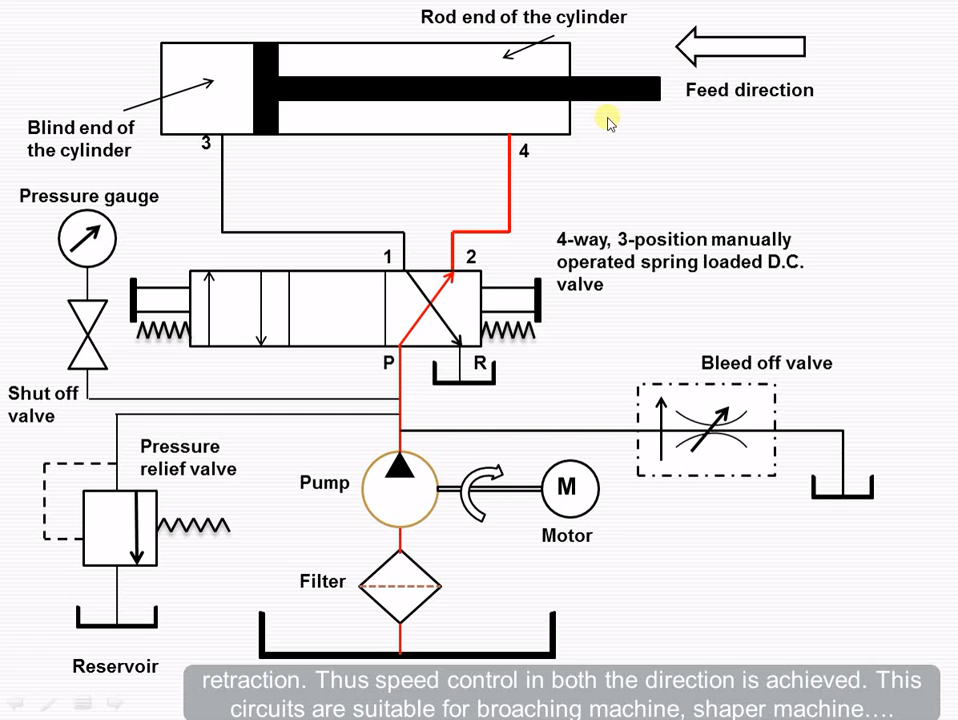 Rod end of the cylinder
Feed direction
Blind end of
the cylinder
3
4
Pressure gauge
1
2
4-way, 3-position manually
operated spring loaded D.C.
valve
P
R
Shut off
valve
Bleed off valve
Pressure
relief valve
Pump
M
Motor
Filter
Reservoir
retraction. Thus speed control in both the direction is achieved. This
circuits are suitable for broaching machine, shaper machine….